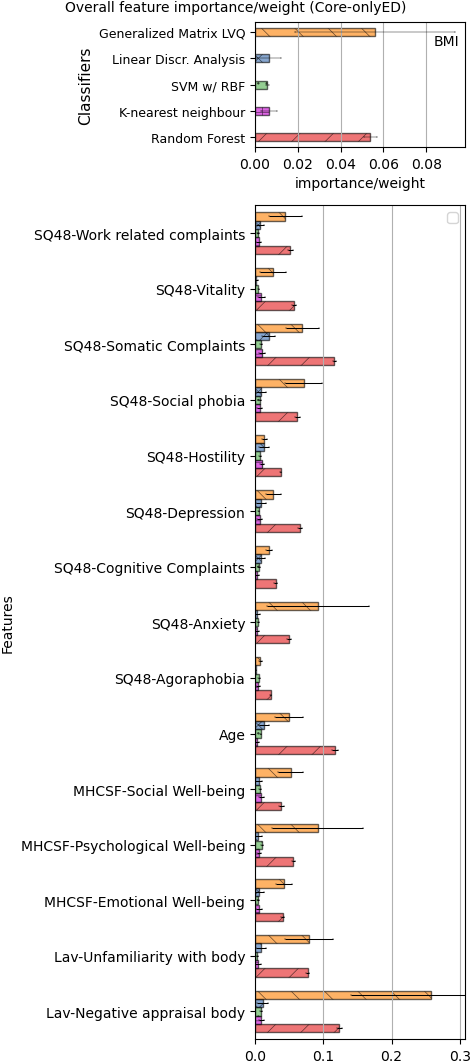 Overall feature importance/weight (Core-onlyED)
Classifiers
Generalized Matrix LVQ
Linear Discr. Analysis
SVM w/ RBF
K-nearest neighbour
Random Forest
BMI
0.00 0.02 0.04 0.06 0.08
importance/weight
Features
SQ48-Work related complaints
SQ48-Vitality
SQ48-Somatic Complaints
SQ48-Social phobia
SQ48-Hostility
SQ48-Depression
SQ48-Cognitive Complaints
SQ48-Anxiety
SQ48-Agoraphobia
Age
MHCSF-Social Well-being
MHCSF-Psychological Well-being
MHCSF-Emotional Well-being
Lav-Unfamiliarity with body
Lav-Negative appraisal body
0.0 0.1 0.2 0.3